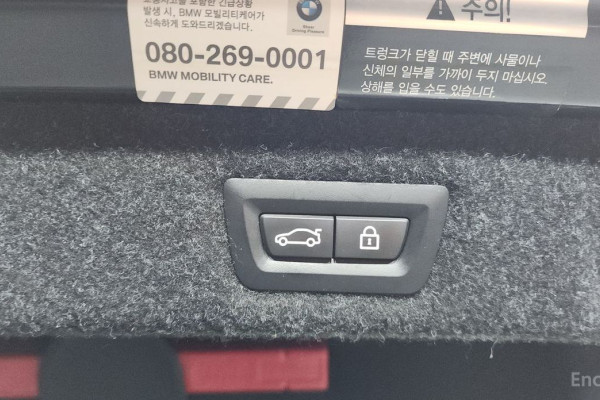 발생 시, BMW 모빌리티케어가
신속하게 도와드리겠습니다.
080-269-0001
BMW MOBILITY CARE.
주의!
트렁크가 닫힐 때 주변에 사물이나
신체의 일부를 가까이 두지 마십시오.
상해를 입을 수도 있습니다.
Enc